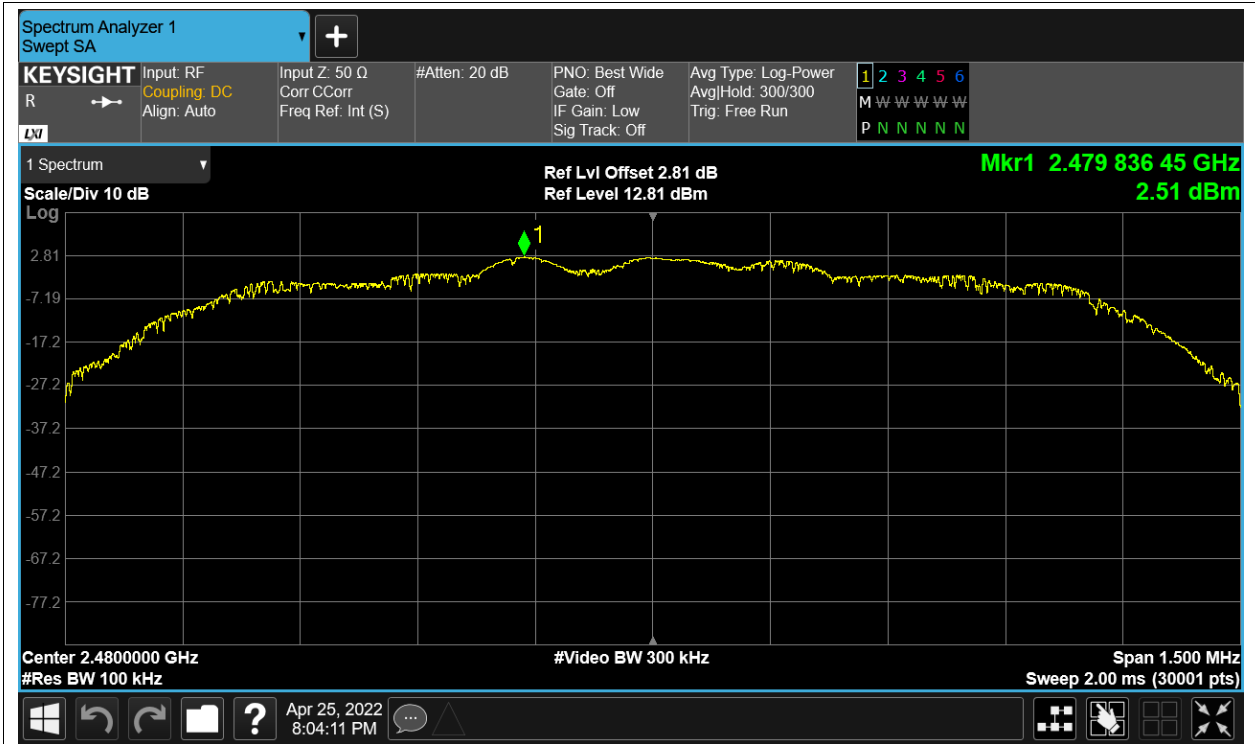 Spectrum Analyzer 1
Swept SA
KEYSIGHT
R
LXI
Input: RF
Coupling: DC
Align: Auto
Input Z: 50 Ω
Corr CCorr
Freq Ref: Int (S)
#Atten: 20 dB
PNO: Best Wide
Gate: Off
IF Gain: Low
Sig Track: Off
Avg Type: Log-Power
Avg|Hold: 300/300
Trig: Free Run
1 2 3 4 5 6
M W W W W W
P N N N N N
1 Spectrum
Scale/Div 10 dB
Log
Ref Lvl Offset 2.81 dB
Ref Level 12.81 dBm
Mkr1 2.479 836 45 GHz
2.51 dBm
1
2.81
-7.19
-17.2
-27.2
-37.2
-47.2
-57.2
-67.2
-77.2
Center 2.4800000 GHz
#Res BW 100 kHz
#Video BW 300 kHz
Span 1.500 MHz
Sweep 2.00 ms (30001 pts)
?
Apr 25, 2022
8:04:11 PM